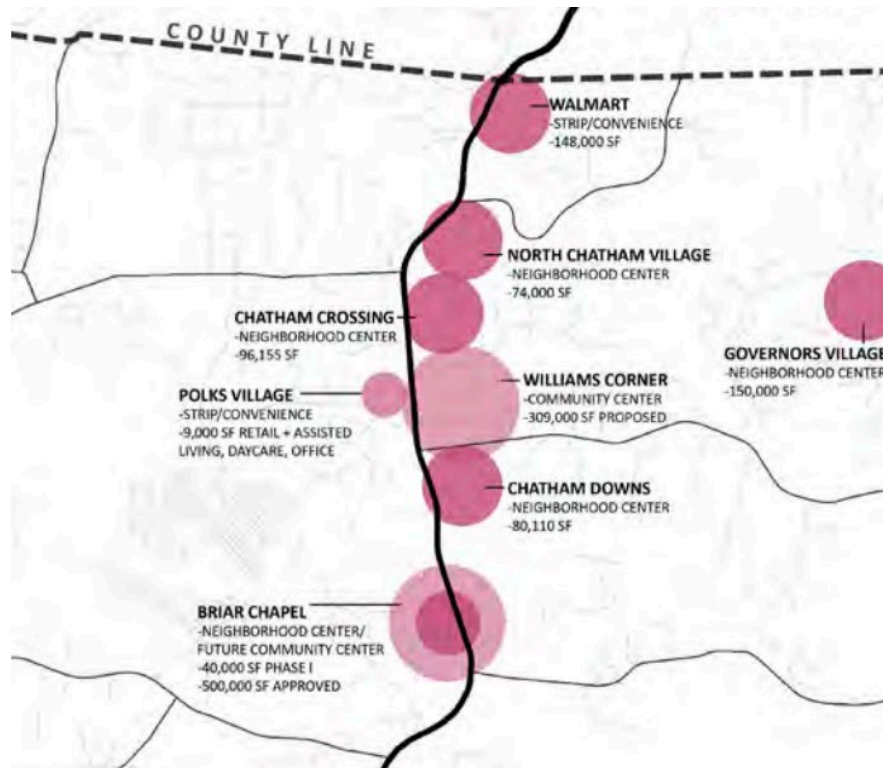 COUNTY LINE
WALMART
-STRIP/CONVENIENCE
-148,000 SF
NORTH CHATHAM VILLAGE
-NEIGHBORHOOD CENTER
-74,000 SF
CHATHAM CROSSING
-NEIGHBORHOOD CENTER
-96,155 SF
GOVERNORS VILLAGE
-NEIGHBORHOOD CENTER
-150,000 SF
POLKS VILLAGE
-STRIP/CONVENIENCE
-9,000 SF RETAIL + ASSISTED
LIVING, DAYCARE, OFFICE
WILLIAMS CORNER
-COMMUNITY CENTER
-309,000 SF PROPOSED
CHATHAM DOWNS
-NEIGHBORHOOD CENTER
-80,110 SF
BRIAR CHAPEL
-NEIGHBORHOOD CENTER/
FUTURE COMMUNITY CENTER
-40,000 SF PHASE I
-500,000 SF APPROVED